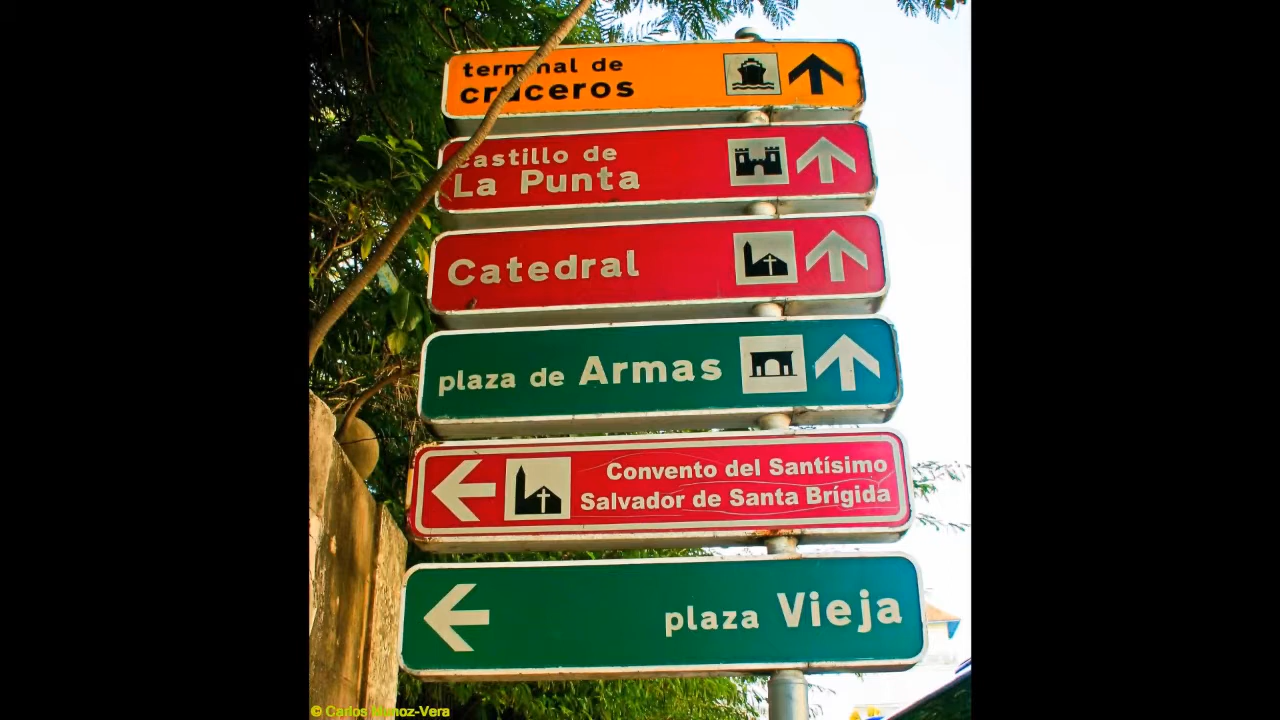 terminal de
cruceros
castillo de
La Punta
Catedral
plaza de Armas
Convento del Santísimo
Salvador de Santa Brígida
plaza Vieja
© Carlos Munoz-Vera